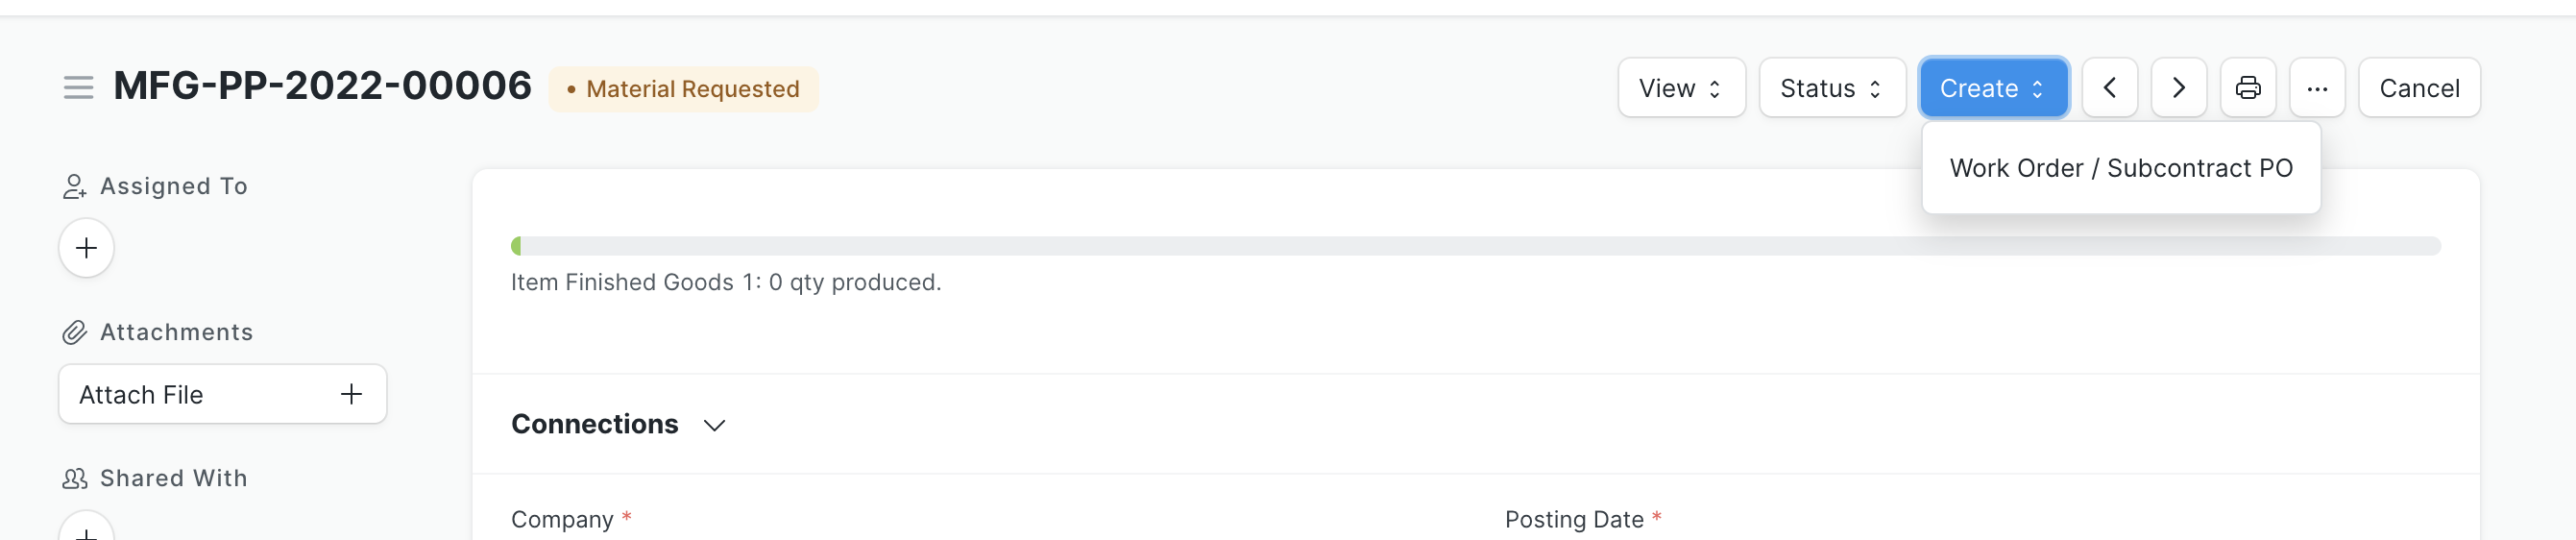 MFG-PP-2022-00006
• Material Requested
View
Status
Create
Cancel
Work Order / Subcontract PO
Assigned To
Item Finished Goods 1: 0 qty produced.
Attachments
Attach File
Connections
Shared With
Company *
Posting Date *